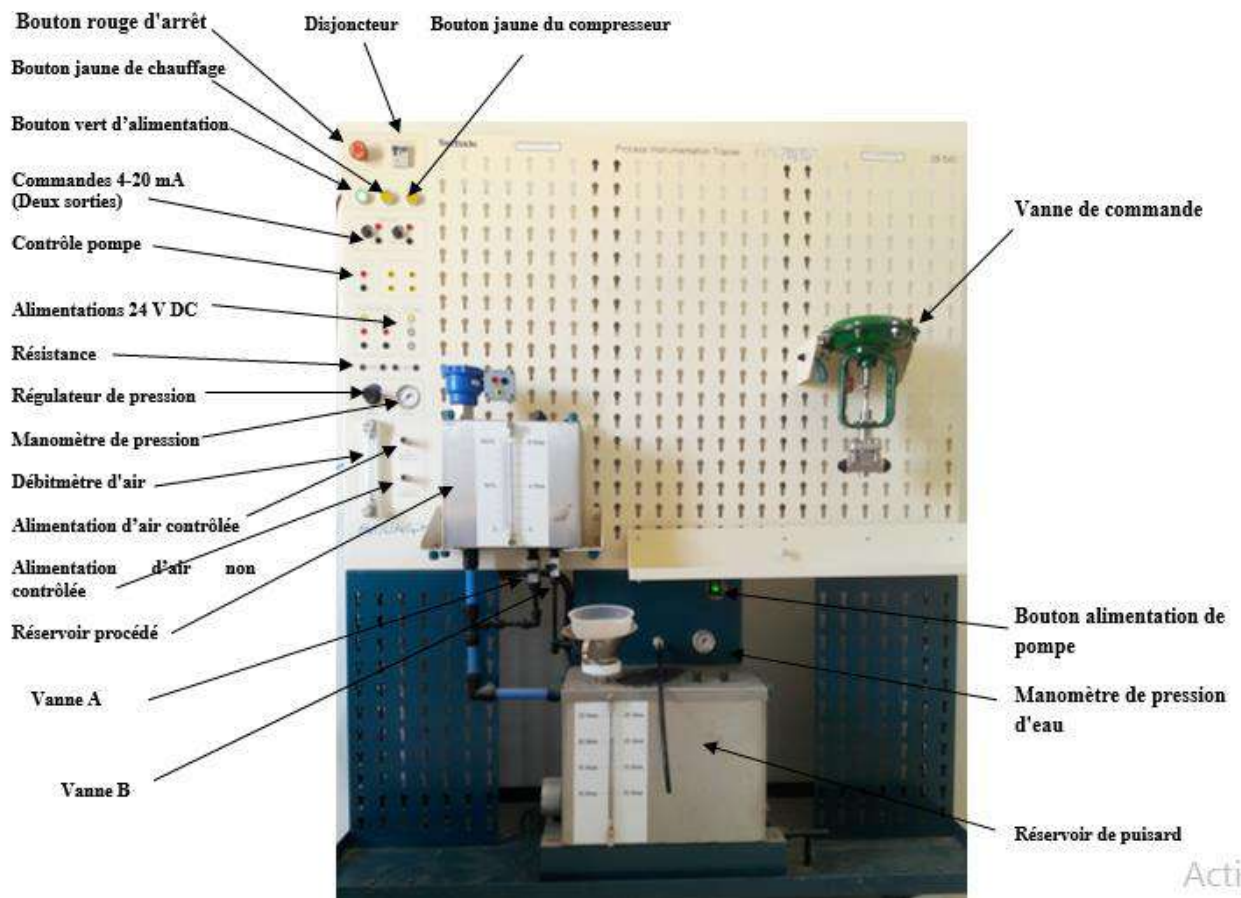 Bouton rouge d'arrêt
Disjoncteur
Bouton jaune du compresseur
Bouton jaune de chauffage
Bouton vert d'alimentation
Commandes 4-20 mA
(Deux sorties)
Contrôle pompe
Alimentations 24 V DC
Résistance
Régulateur de pression
Manomètre de pression
Débitmètre d'air
Alimentation d'air contrôlée
Alimentation d'air non
contrôlée
Réservoir procédé
Vanne A
Vanne B
Process Instrumentation Trainer
Vanne de commande
Bouton alimentation de
pompe
Manomètre de pression
d'eau
Réservoir de puisard
Acti